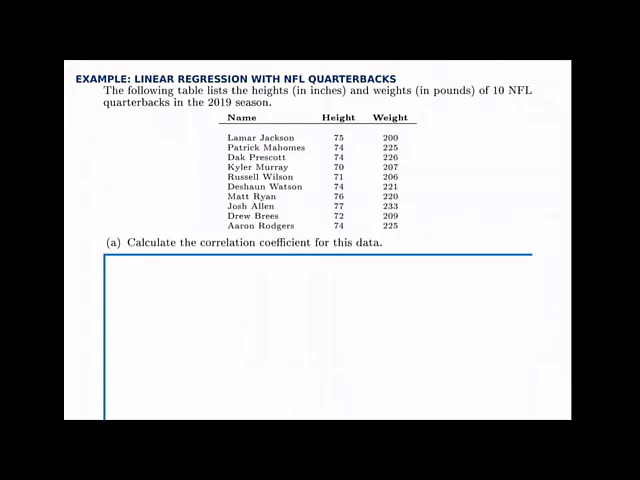 EXAMPLE: LINEAR REGRESSION WITH NFL QUARTERBACKS
The following table lists the heights (in inches) and weights (in pounds) of 10 NFL
quarterbacks in the 2019 season.
Name Height Weight
Lamar Jackson 75 200
Patrick Mahomes 74 225
Dak Prescott 74 226
Kyler Murray 70 207
Russell Wilson 71 206
Deshaun Watson 74 221
Matt Ryan 76 220
Josh Allen 77 233
Drew Brees 72 209
Aaron Rodgers 74 225
(a) Calculate the correlation coefficient for this data.